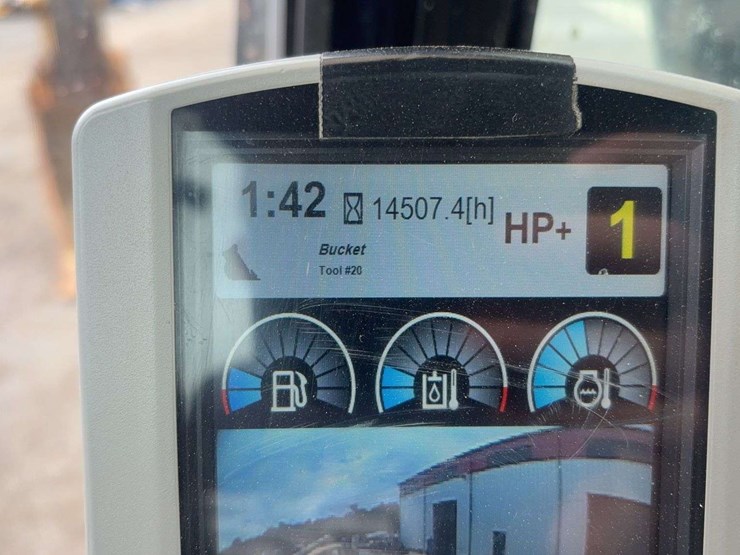 1:42 14507.4[h] HP+ 1
Bucket
Tool #20